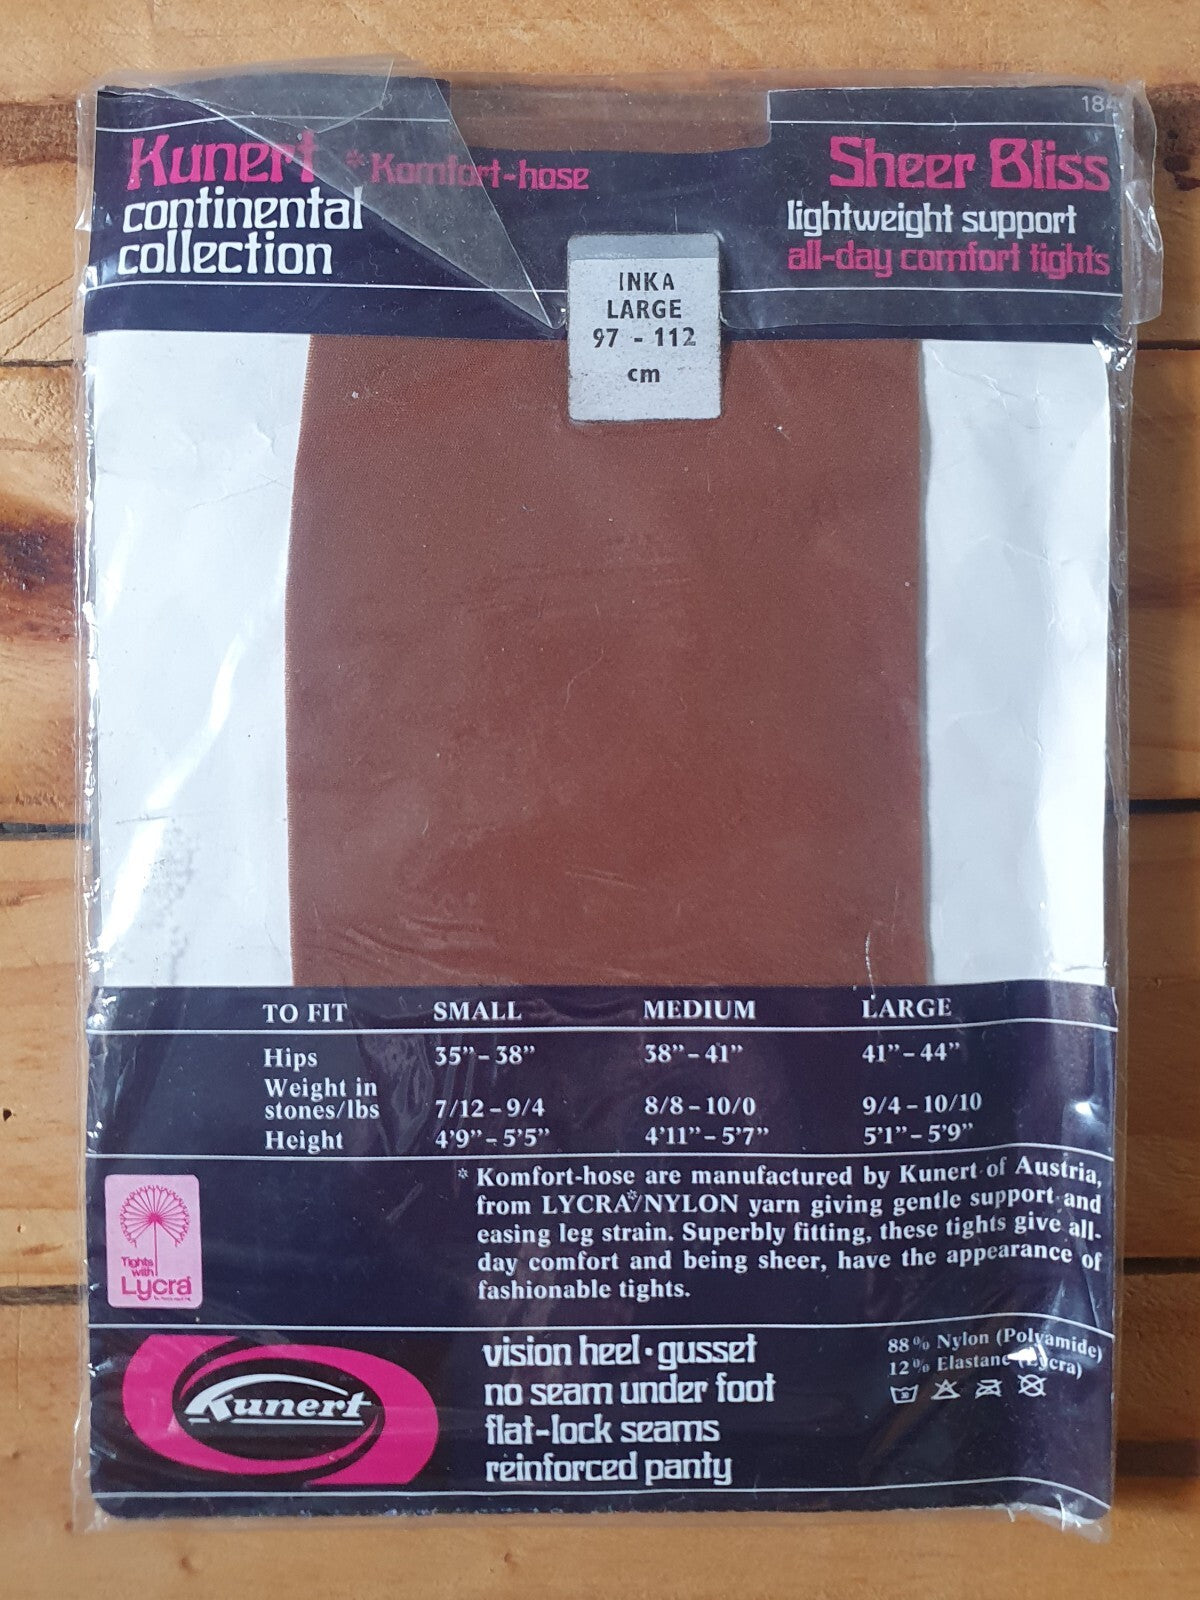 184
Kunert *Komfort-hose
continental
collection
Sheer Bliss
lightweight support
all-day comfort tights
INKA
LARGE
97 - 112
cm
TO FIT SMALL MEDIUM LARGE
Hips 35”–38” 38”–41” 41”–44”
Weight in
stones/lbs 7/12–9/4 8/8–10/0 9/4–10/10
Height 4’9”–5’5” 4’11”–5’7” 5’1”–5’9”
* Komfort-hose are manufactured by Kunert of Austria,
from LYCRA*/NYLON yarn giving gentle support and
easing leg strain. Superbly fitting, these tights give all-
day comfort and being sheer, have the appearance of
fashionable tights.
Tights
with
Lycra
Kunert
vision heel·gusset
no seam under foot
flat-lock seams
reinforced panty
88% Nylon (Polyamide)
12% Elastane (Lycra)
30